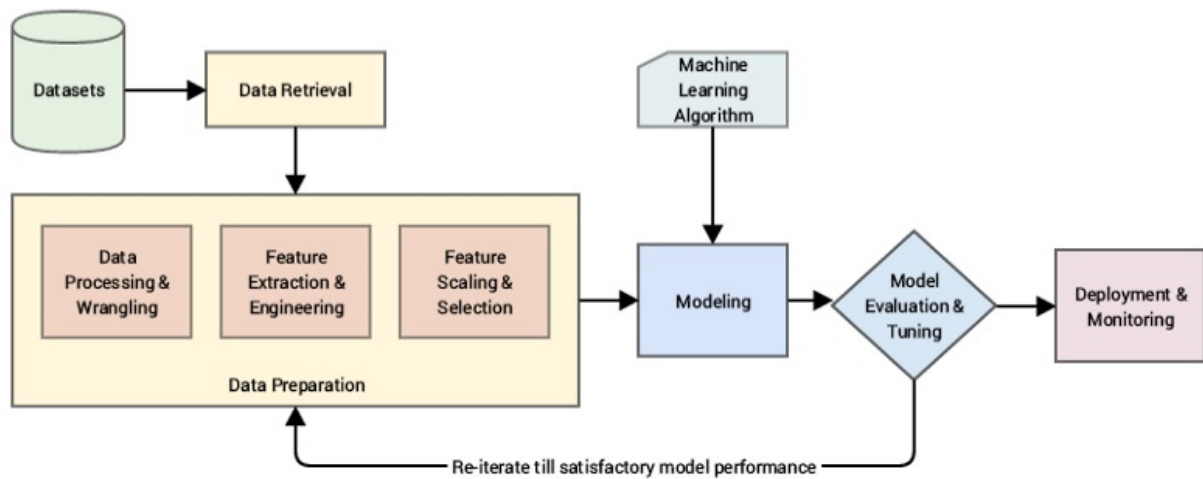 Datasets
Data Retrieval
Machine
Learning
Algorithm
Data
Processing &
Wrangling
Feature
Extraction &
Engineering
Feature
Scaling &
Selection
Data Preparation
Modeling
Model
Evaluation &
Tuning
Deployment &
Monitoring
Re-iterate till satisfactory model performance